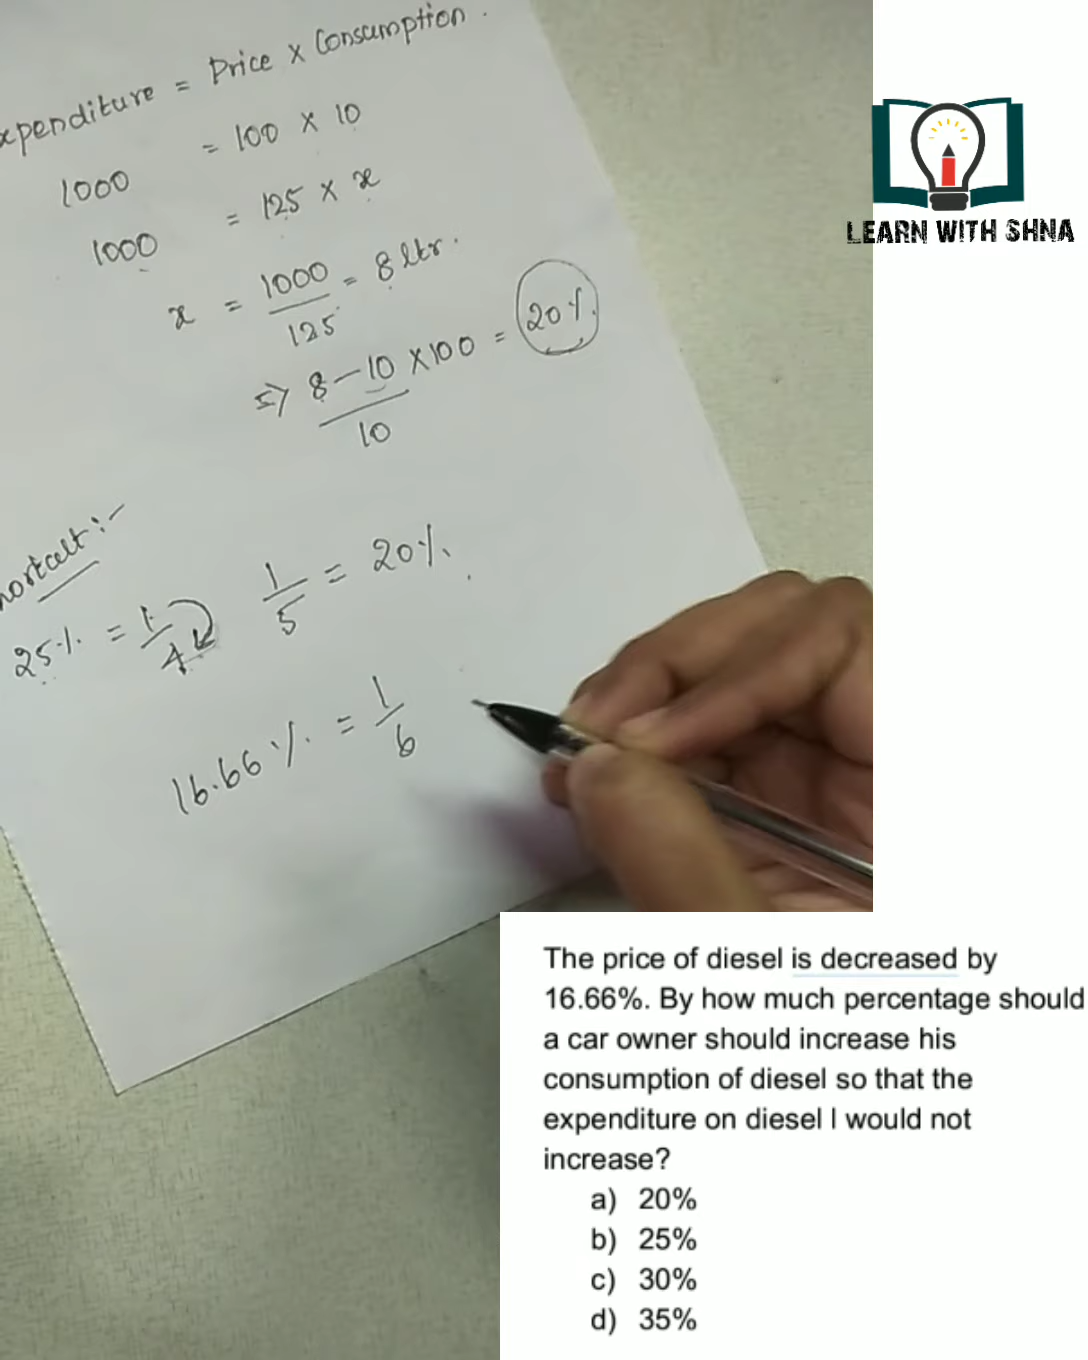 xpenditure = Price × Consumption.
1000 = 100 × 10
1000 = 125 × x
x = 1000/125 = 8 ltr.
=> 8-10/10 × 100 = 20%
hortcut :-
25% = 1/4 1/5 = 20%.
16.66% = 1/6
LEARN WITH SHNA
The price of diesel is decreased by
16.66%. By how much percentage should
a car owner should increase his
consumption of diesel so that the
expenditure on diesel I would not
increase?
a) 20%
b) 25%
c) 30%
d) 35%